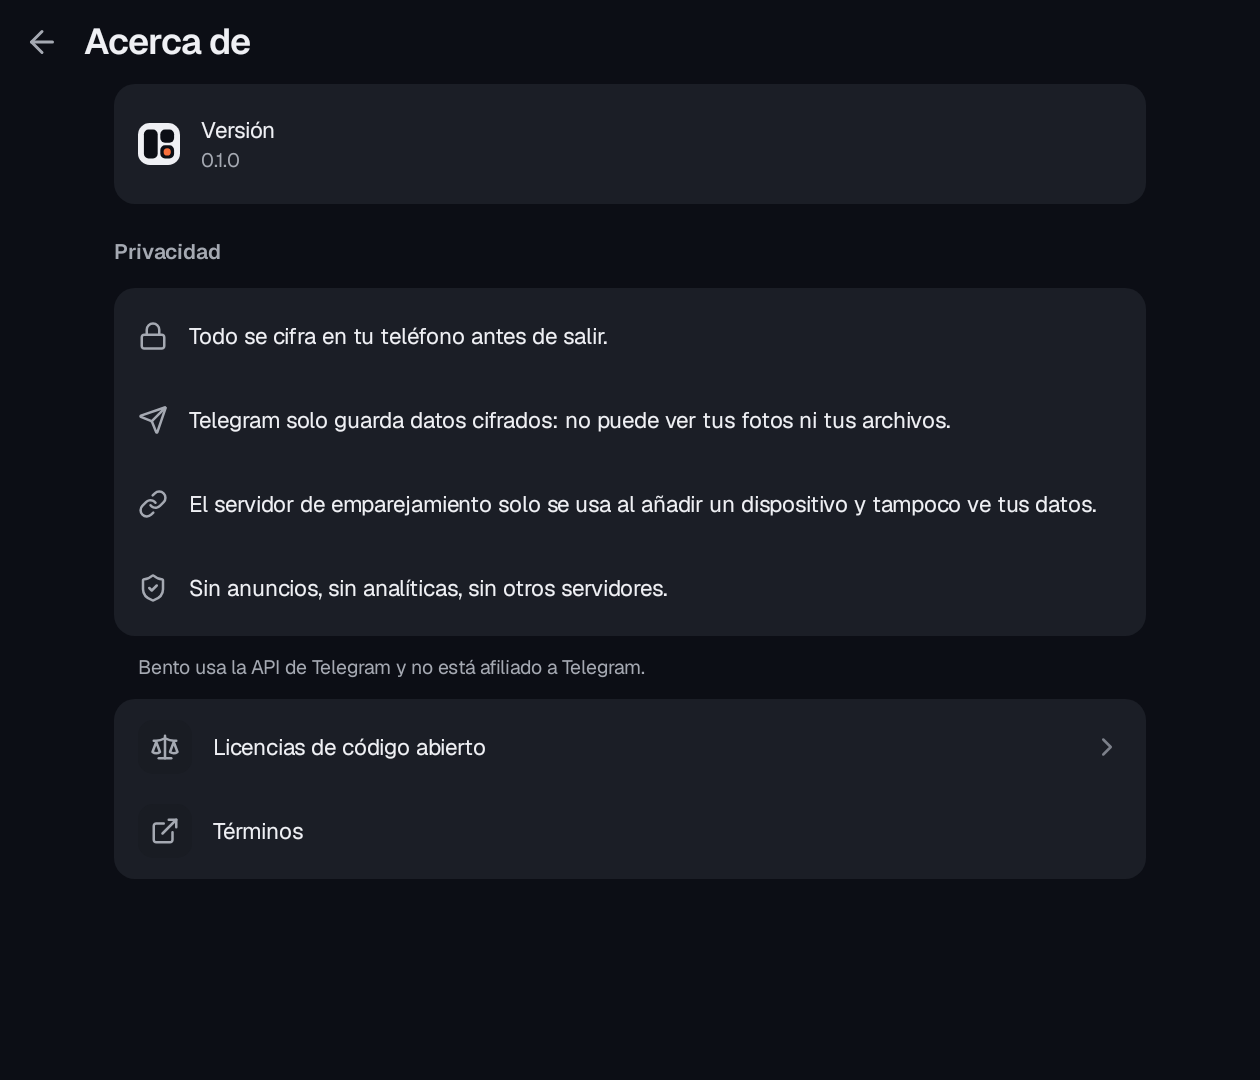 Acerca de
Versión
0.1.0
Privacidad
Todo se cifra en tu teléfono antes de salir.
Telegram solo guarda datos cifrados: no puede ver tus fotos ni tus archivos.
El servidor de emparejamiento solo se usa al añadir un dispositivo y tampoco ve tus datos.
Sin anuncios, sin analíticas, sin otros servidores.
Bento usa la API de Telegram y no está afiliado a Telegram.
Licencias de código abierto
Términos